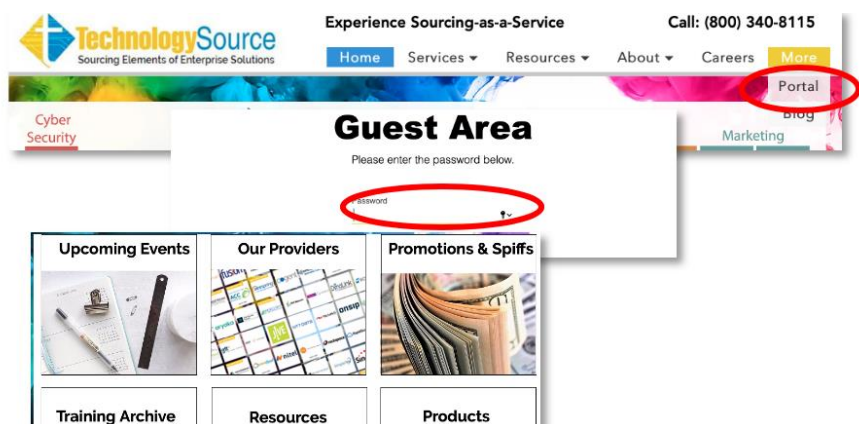 Experience Sourcing-as-a-Service
Call: (800) 340-8115
TechnologySource
Sourcing Elements of Enterprise Solutions
Home Services Resources About Careers More
Portal
Blog
Cyber
Security
Marketing
Guest Area
Please enter the password below.
Password
Upcoming Events Our Providers Promotions & Spiffs
Training Archive Resources Products